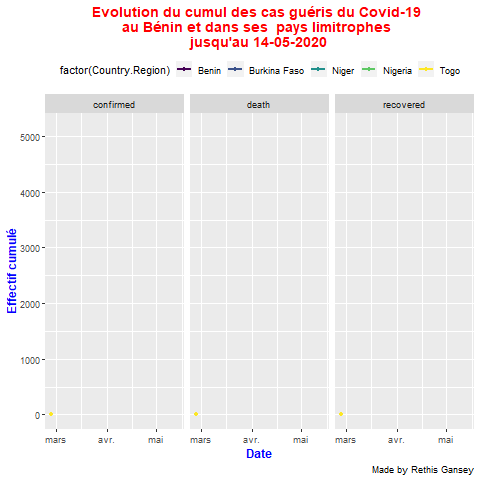 Evolution du cumul des cas guéris du Covid-19
au Bénin et dans ses  pays limitrophes
jusqu'au 14-05-2020
factor(Country.Region) Benin Burkina Faso Niger Nigeria Togo
confirmed death recovered
5000
4000
3000
2000
1000
0
Effectif cumulé
mars avr. mai mars avr. mai mars avr. mai
Date
Made by Rethis Gansey